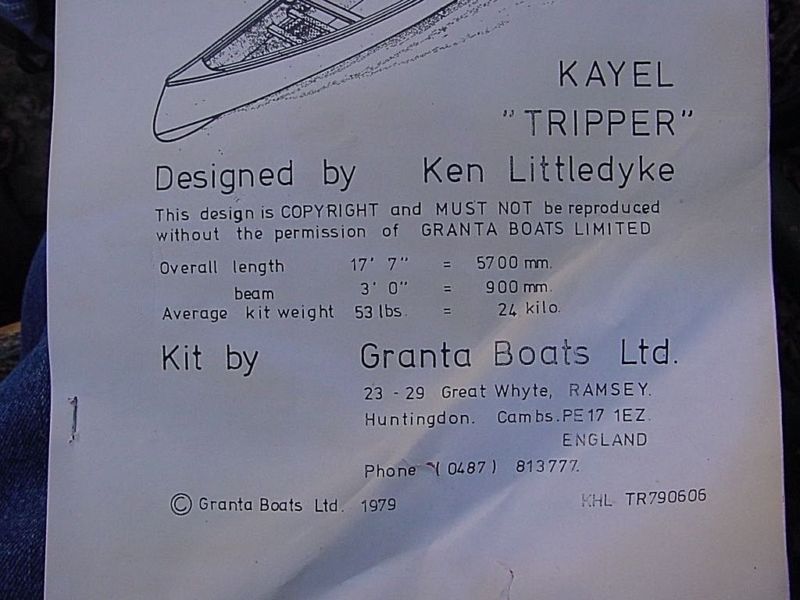 KAYEL
"TRIPPER"
Designed by Ken Littledyke
This design is COPYRIGHT and MUST NOT be reproduced
without the permission of GRANTA BOATS LIMITED
Overall length 17' 7" = 5700 mm.
beam 3' 0" = 900 mm.
Average kit weight 53 lbs. = 24 kilo.
Kit by Granta Boats Ltd.
23 - 29 Great Whyte, RAMSEY.
Huntingdon. Cambs. PE17 1EZ.
ENGLAND
Phone (0487) 813777.
© Granta Boats Ltd. 1979 KHL TR790606